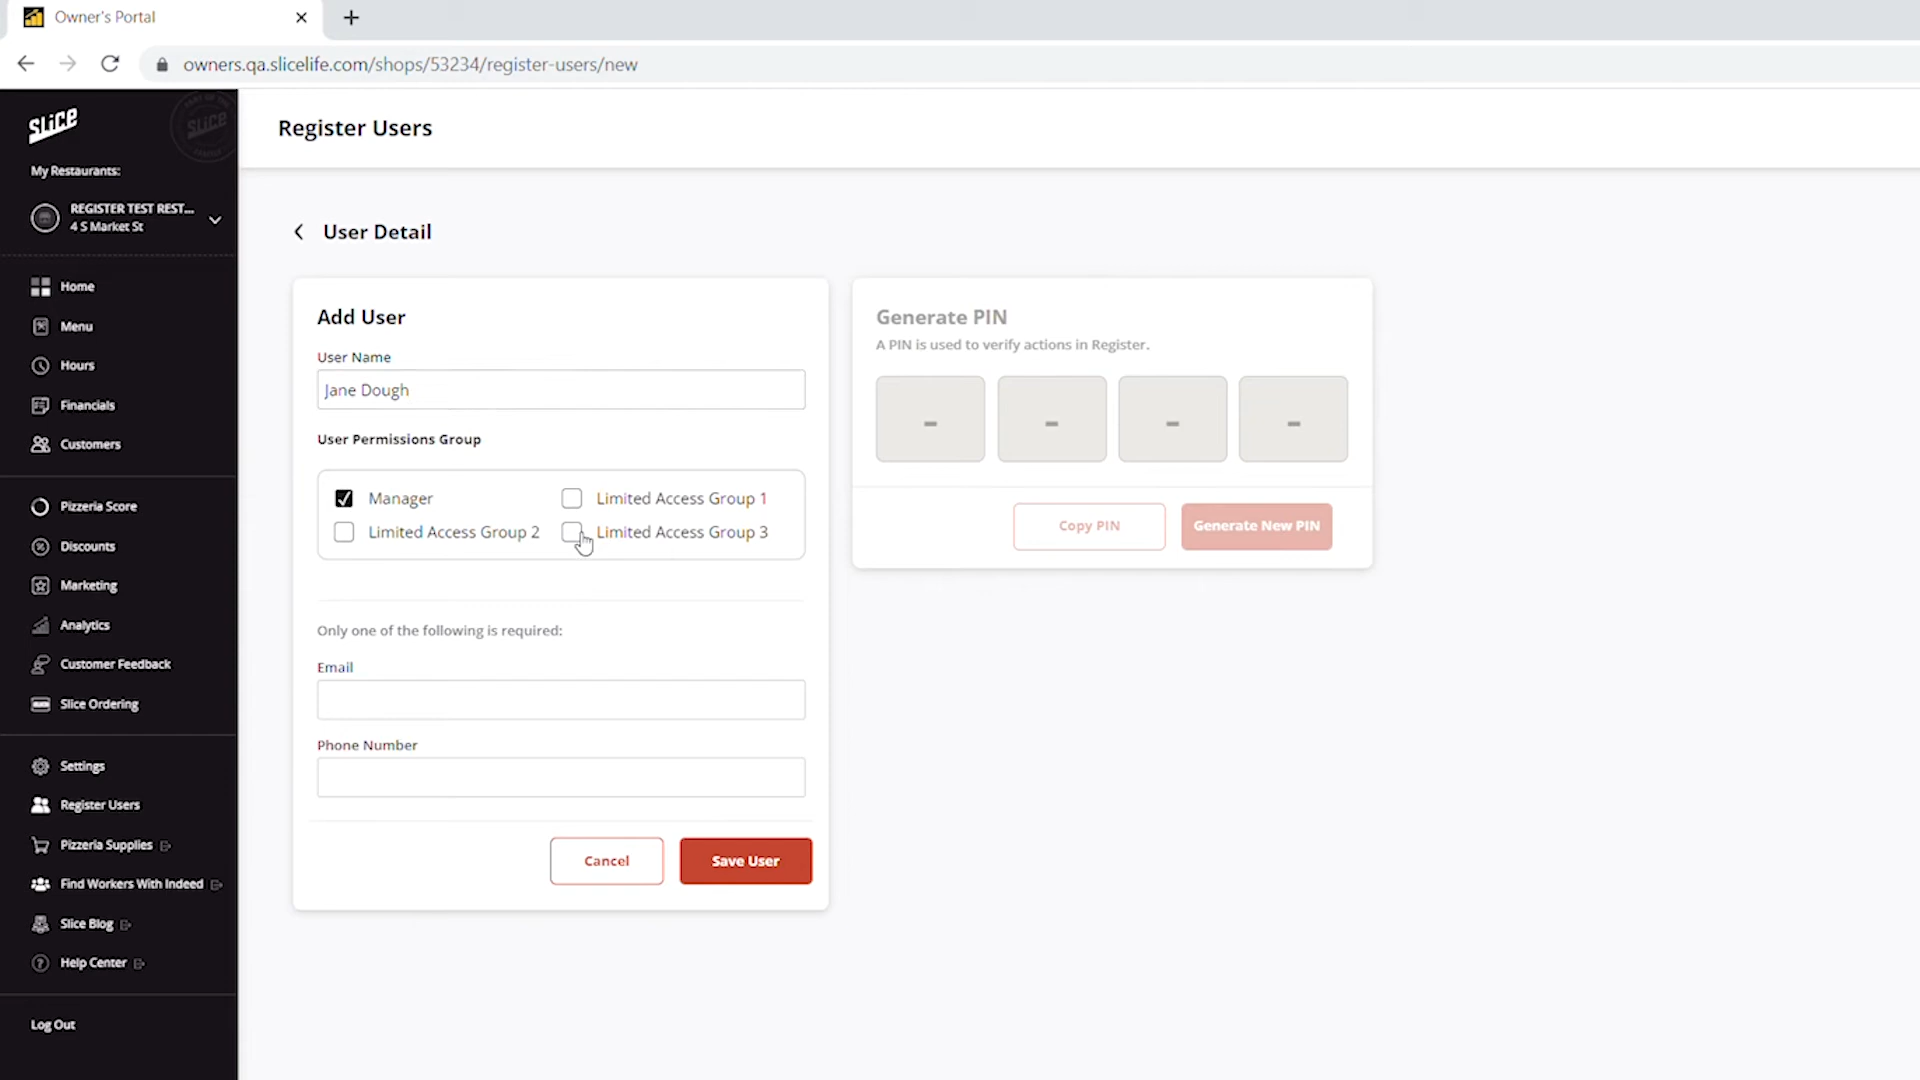 Owner's Portal
owners.qa.slicelife.com/shops/53234/register-users/new
SLICE
SLICE
My Restaurants:
REGISTER TEST REST...
4 S Market St
Home
Menu
Hours
Financials
Customers
Pizzeria Score
Discounts
Marketing
Analytics
Customer Feedback
Slice Ordering
Settings
Register Users
Pizzeria Supplies
Find Workers With Indeed
Slice Blog
Help Center
Log Out
Register Users
User Detail
Add User
User Name
Jane Dough
User Permissions Group
Manager
Limited Access Group 1
Limited Access Group 2
Limited Access Group 3
Only one of the following is required:
Email
Phone Number
Cancel
Save User
Generate PIN
A PIN is used to verify actions in Register.
- - - -
Copy PIN
Generate New PIN